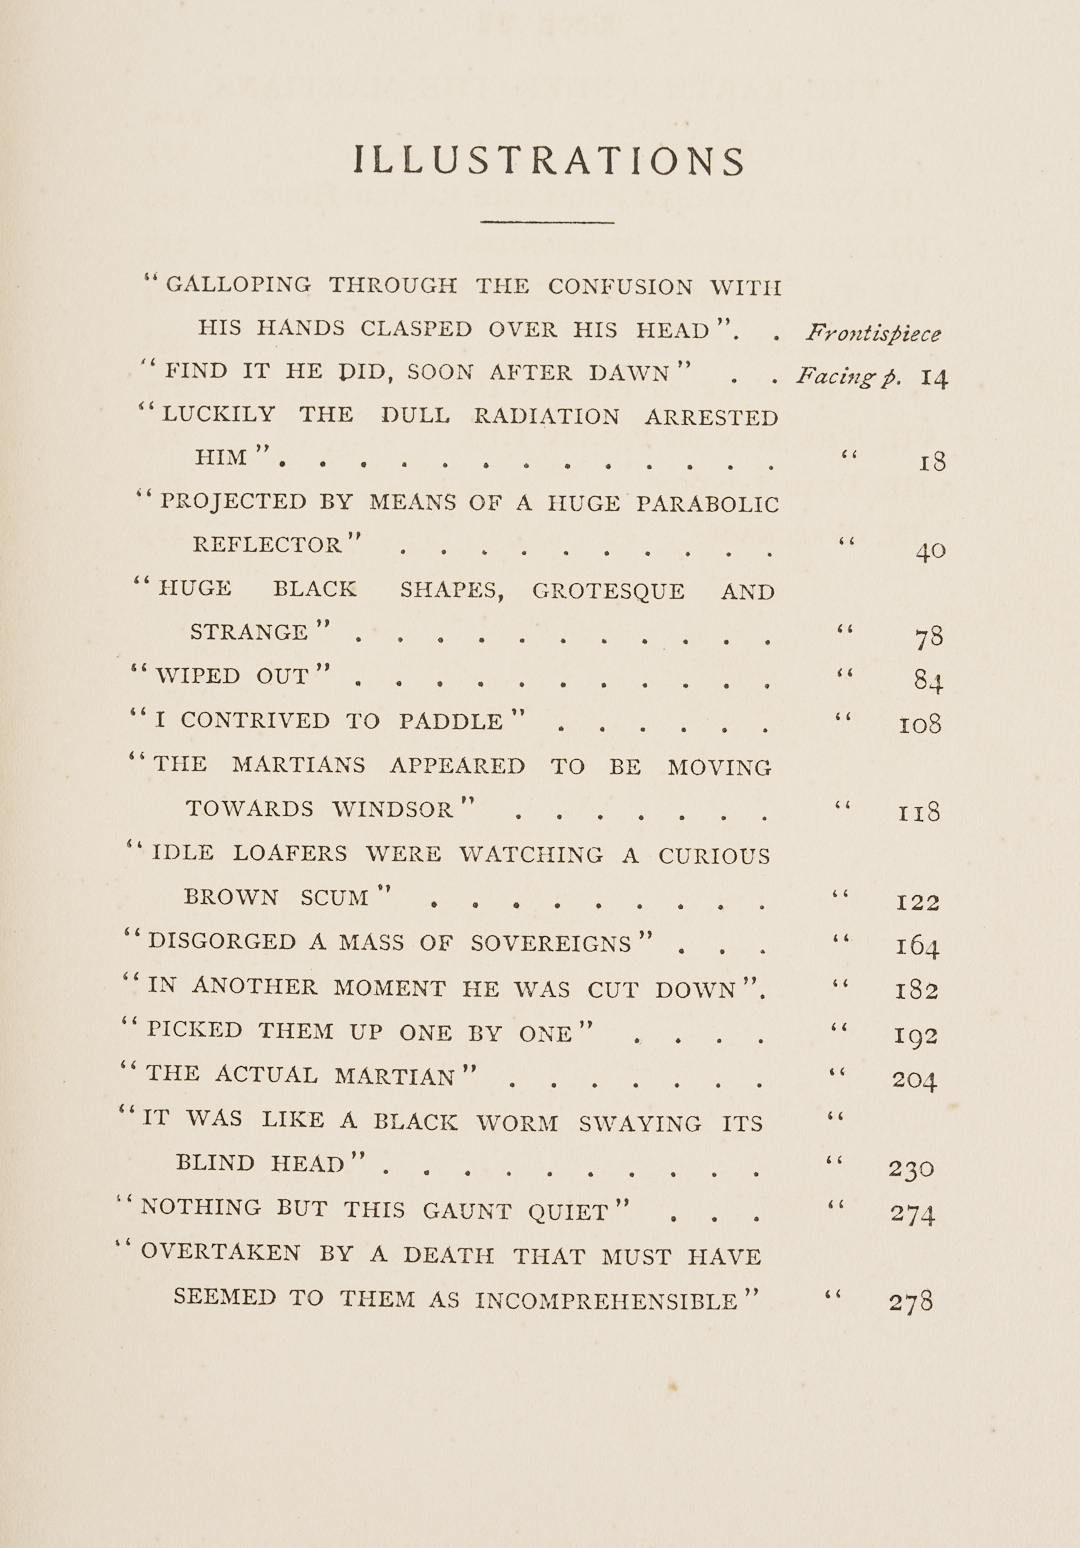 ILLUSTRATIONS
“GALLOPING THROUGH THE CONFUSION WITH
HIS HANDS CLASPED OVER HIS HEAD”. . Frontispiece
“FIND IT HE DID, SOON AFTER DAWN” . . Facing p. 14
“LUCKILY THE DULL RADIATION ARRESTED
HIM”. . . . . . . . . . . . . “ 18
“PROJECTED BY MEANS OF A HUGE PARABOLIC
REFLECTOR” . . . . . . . . . . “ 40
“HUGE BLACK SHAPES, GROTESQUE AND
STRANGE” . . . . . . . . . . . “ 78
“WIPED OUT” . . . . . . . . . . . “ 84
“I CONTRIVED TO PADDLE” . . . . . . “ 108
“THE MARTIANS APPEARED TO BE MOVING
TOWARDS WINDSOR” . . . . . . . “ 118
“IDLE LOAFERS WERE WATCHING A CURIOUS
BROWN SCUM” . . . . . . . . . “ 122
“DISGORGED A MASS OF SOVEREIGNS” . . . “ 164
“IN ANOTHER MOMENT HE WAS CUT DOWN”. “ 182
“PICKED THEM UP ONE BY ONE” . . . . “ 192
“THE ACTUAL MARTIAN” . . . . . . . “ 204
“IT WAS LIKE A BLACK WORM SWAYING ITS “
BLIND HEAD” . . . . . . . . . . “ 230
“NOTHING BUT THIS GAUNT QUIET” . . . “ 274
“OVERTAKEN BY A DEATH THAT MUST HAVE
SEEMED TO THEM AS INCOMPREHENSIBLE” “ 278